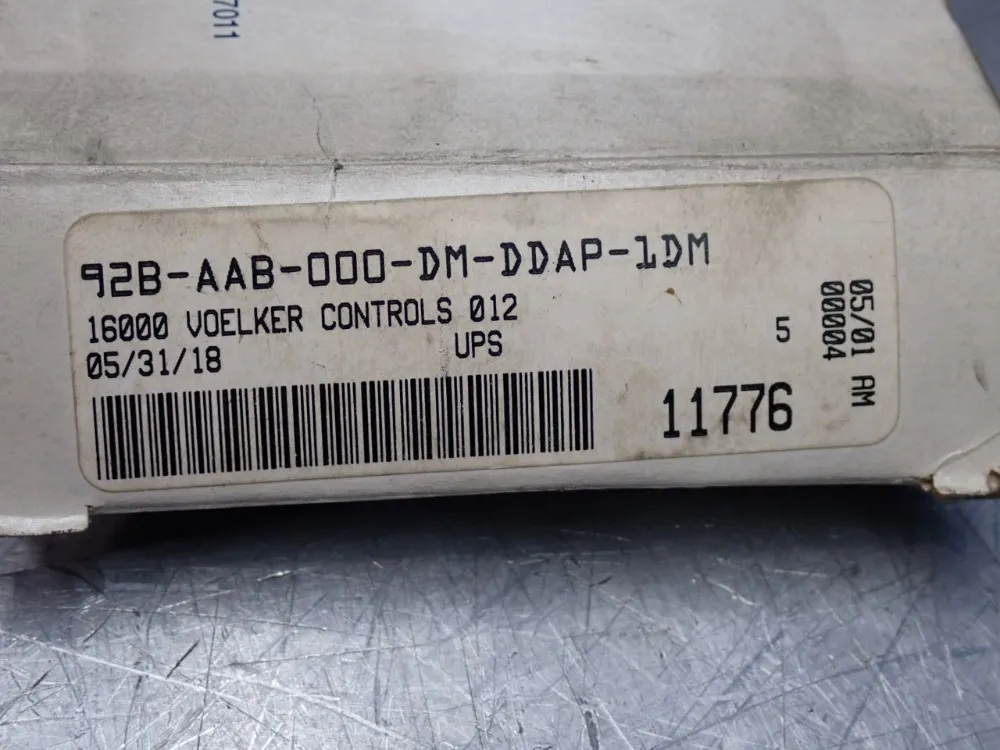 7011
92B-AAB-000-DM-DDAP-1DM
16000 VOELKER CONTROLS 012
05/31/18 UPS 5
11776
05/01 AM
00004